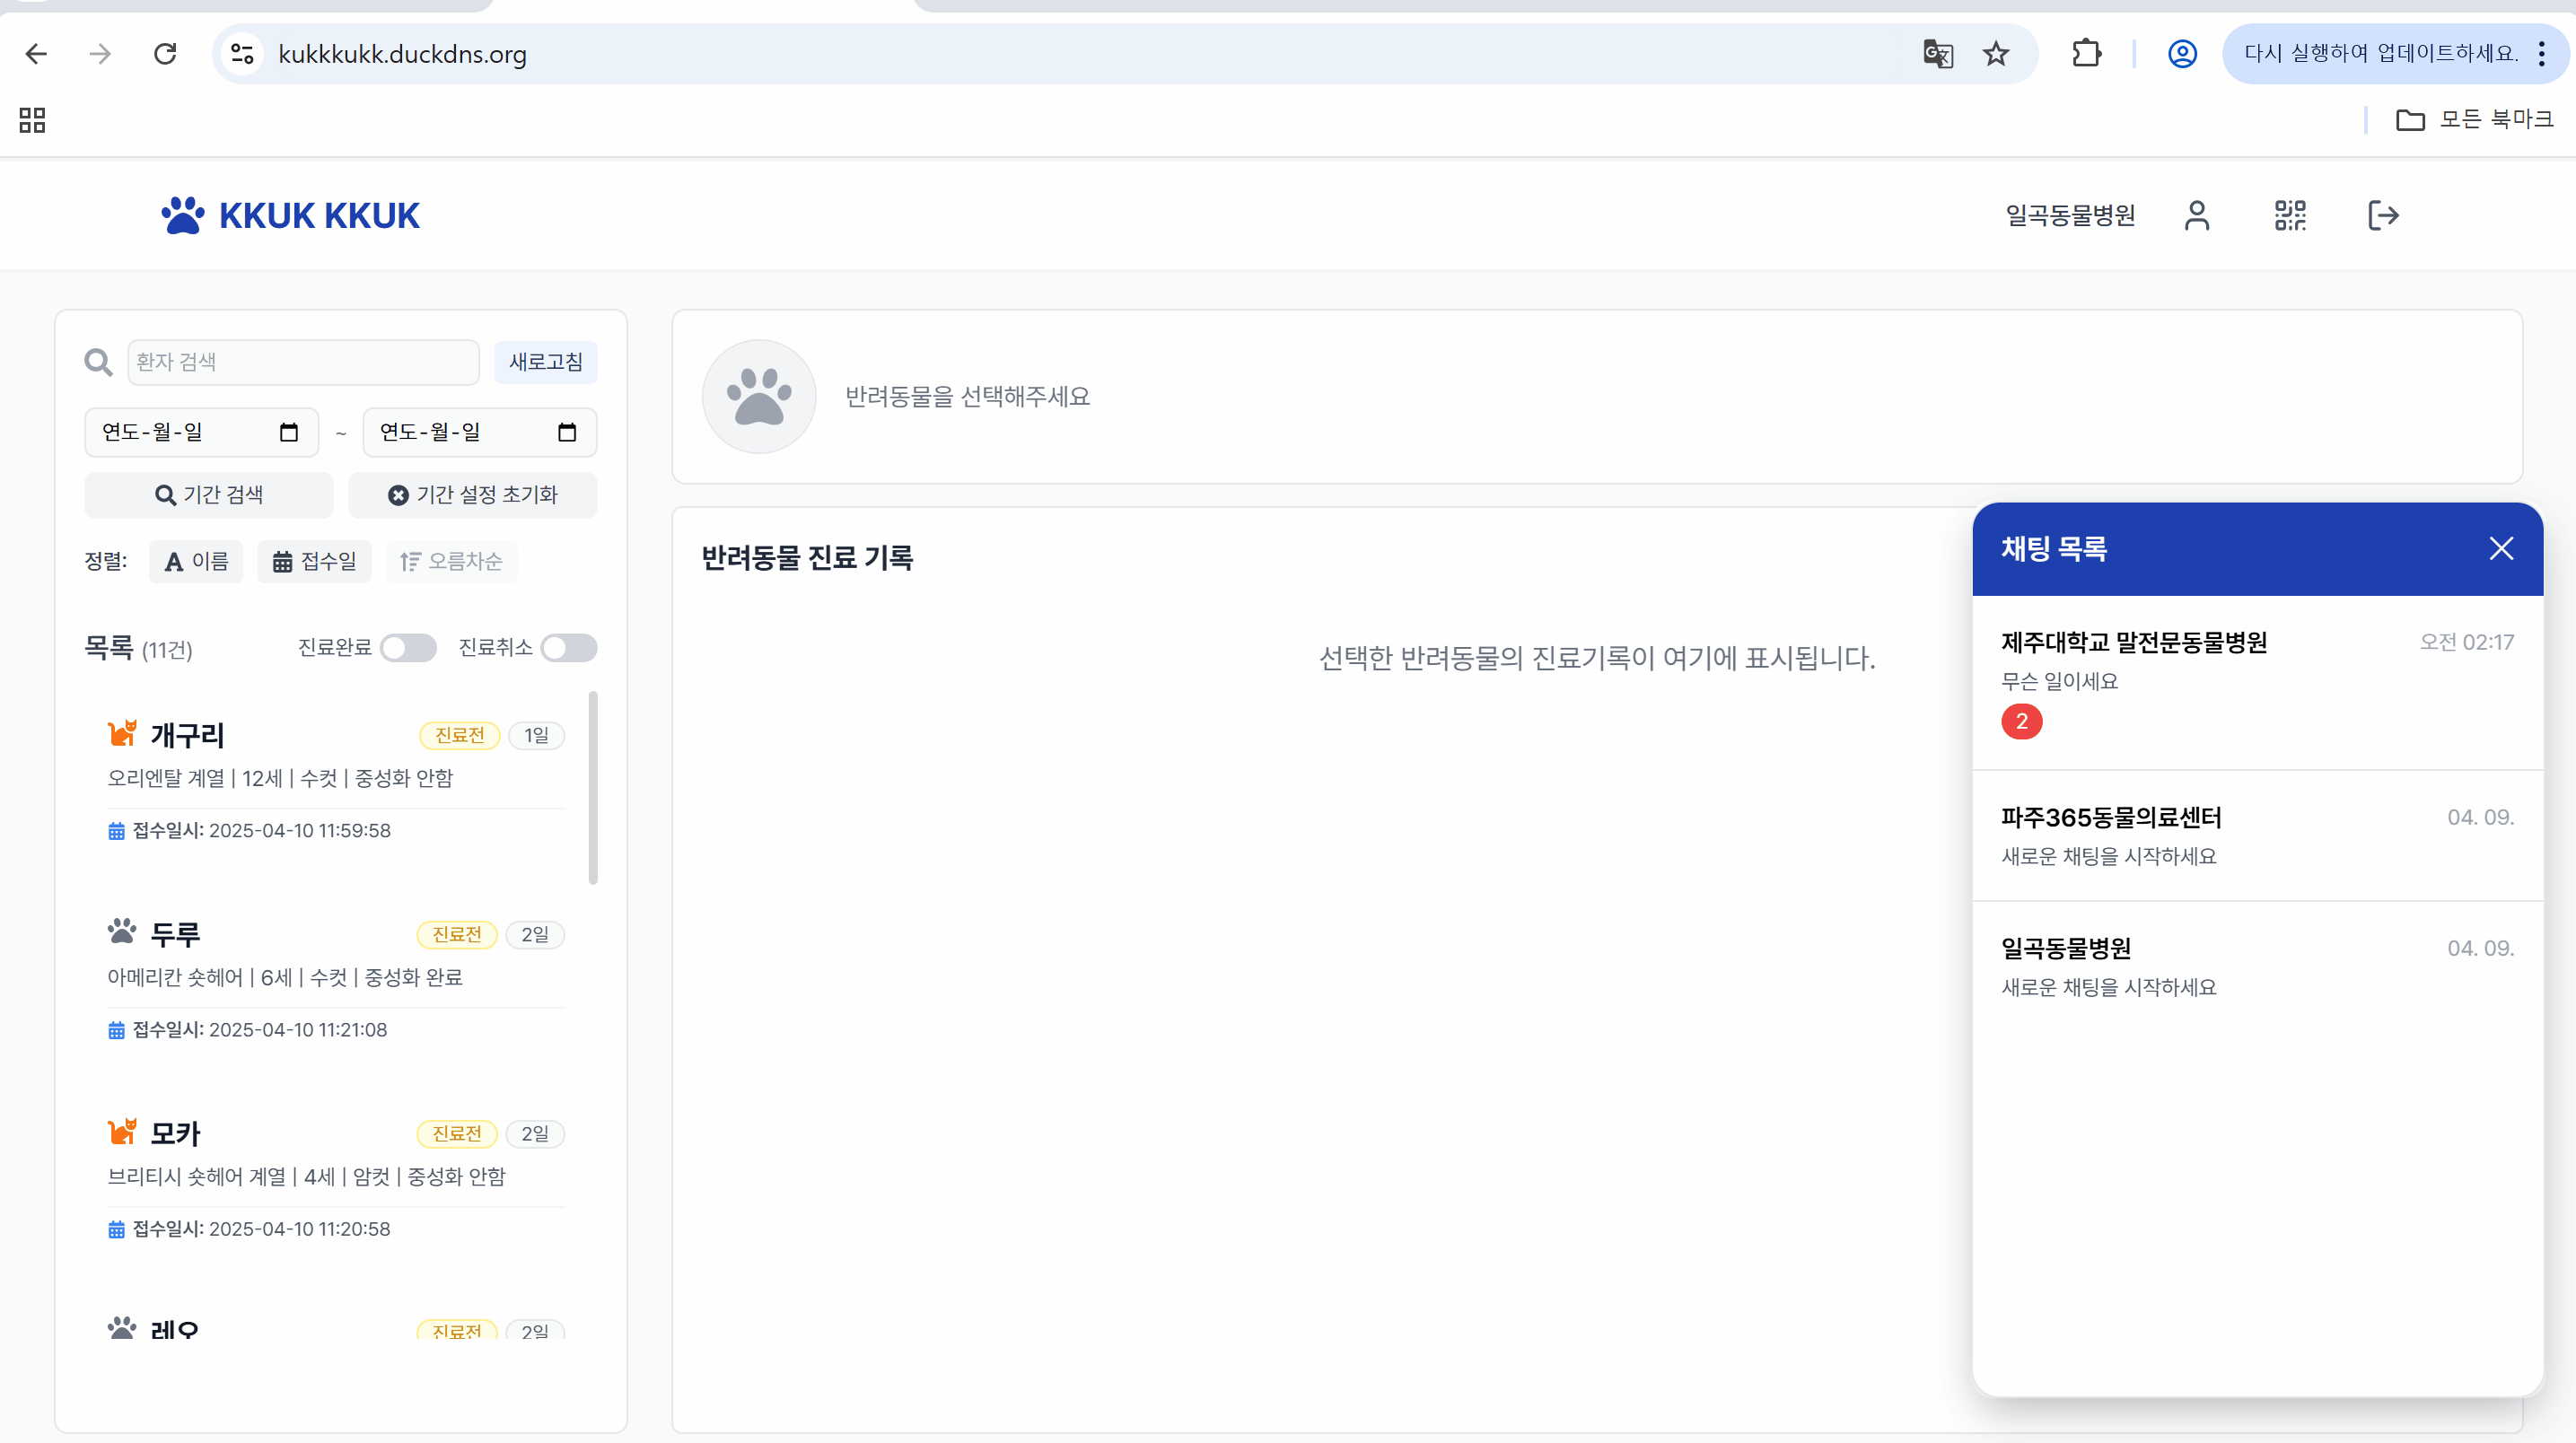 kukkkukk.duckdns.org
다시 실행하여 업데이트하세요.
모든 북마크
KKUK KKUK
일곡동물병원
환자 검색
새로고침
연도-월-일 ~ 연도-월-일
기간 검색
기간 설정 초기화
정렬: 이름 접수일 오름차순
목록 (11건) 진료완료 진료취소
개구리 진료전 1일
오리엔탈 계열 | 12세 | 수컷 | 중성화 안함
접수일시: 2025-04-10 11:59:58
두루 진료전 2일
아메리칸 숏헤어 | 6세 | 수컷 | 중성화 완료
접수일시: 2025-04-10 11:21:08
모카 진료전 2일
브리티시 숏헤어 계열 | 4세 | 암컷 | 중성화 안함
접수일시: 2025-04-10 11:20:58
레오 진료전 2일
반려동물을 선택해주세요
반려동물 진료 기록
선택한 반려동물의 진료기록이 여기에 표시됩니다.
채팅 목록
제주대학교 말전문동물병원 오전 02:17
무슨 일이세요
2
파주365동물의료센터 04. 09.
새로운 채팅을 시작하세요
일곡동물병원 04. 09.
새로운 채팅을 시작하세요